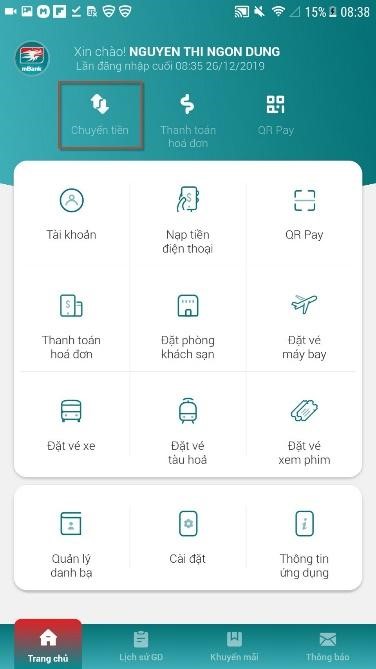 15% 08:38
Xin chào! NGUYEN THI NGON DUNG
Lần đăng nhập cuối 08:35 26/12/2019
mBank
Chuyển tiền
Thanh toán
hoá đơn
QR Pay
Tài khoản
Nạp tiền
điện thoại
QR Pay
Thanh toán
hoá đơn
Đặt phòng
khách sạn
Đặt vé
máy bay
Đặt vé xe
Đặt vé
tàu hoả
Đặt vé
xem phim
Quản lý
danh bạ
Cài đặt
Thông tin
ứng dụng
Trang chủ
Lịch sử GD
Khuyến mãi
Thông báo